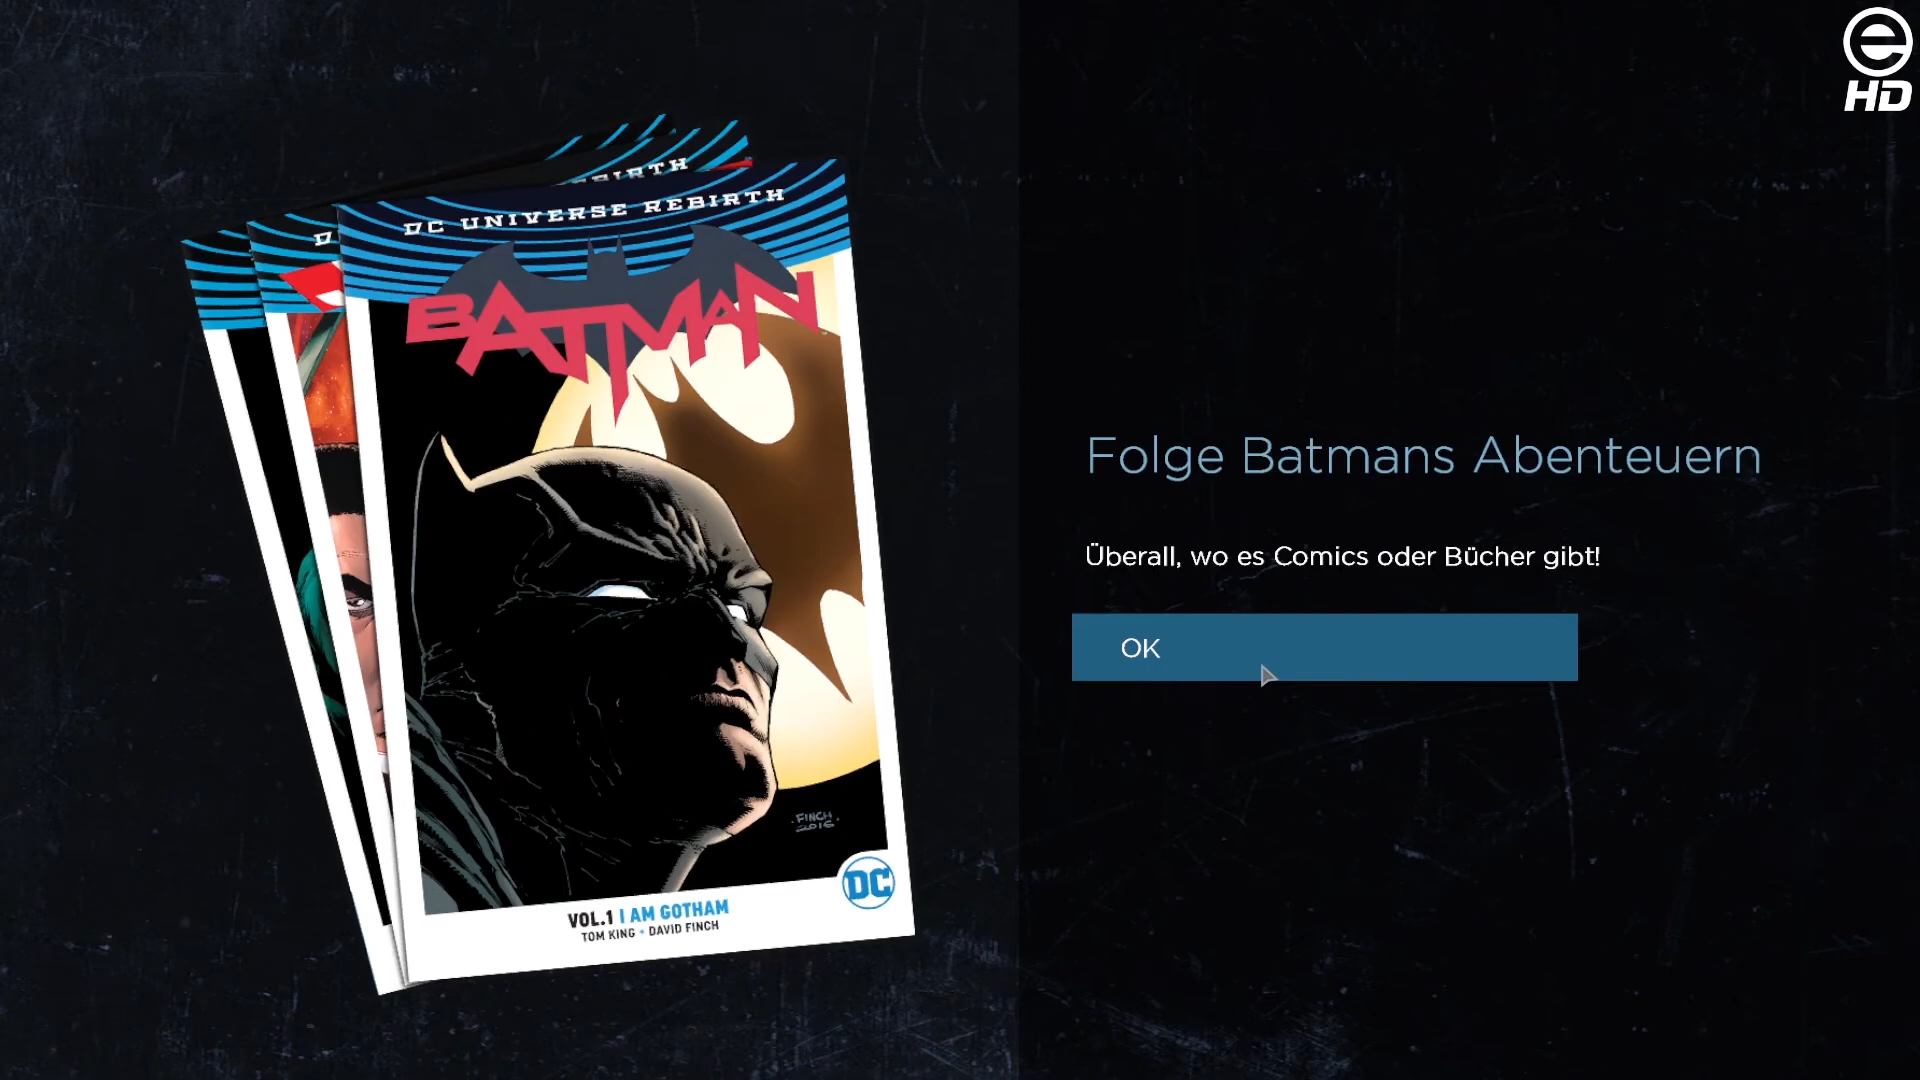 e
HD
REBIRTH
D
DC UNIVERSE REBIRTH
BATMAN
FINCH
2016
DC
VOL.1 I AM GOTHAM
TOM KING • DAVID FINCH
Folge Batmans Abenteuern
Überall, wo es Comics oder Bücher gibt!
OK